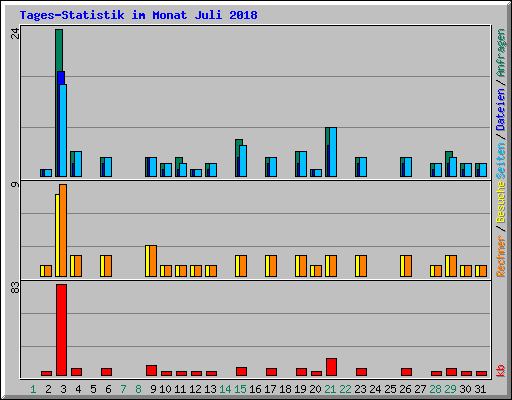 Tages-Statistik im Monat Juli 2018
24
9
83
Rechner / Besuche Seiten / Dateien / Anfragen
kb
1 2 3 4 5 6 7 8 9 10 11 12 13 14 15 16 17 18 19 20 21 22 23 24 25 26 27 28 29 30 31